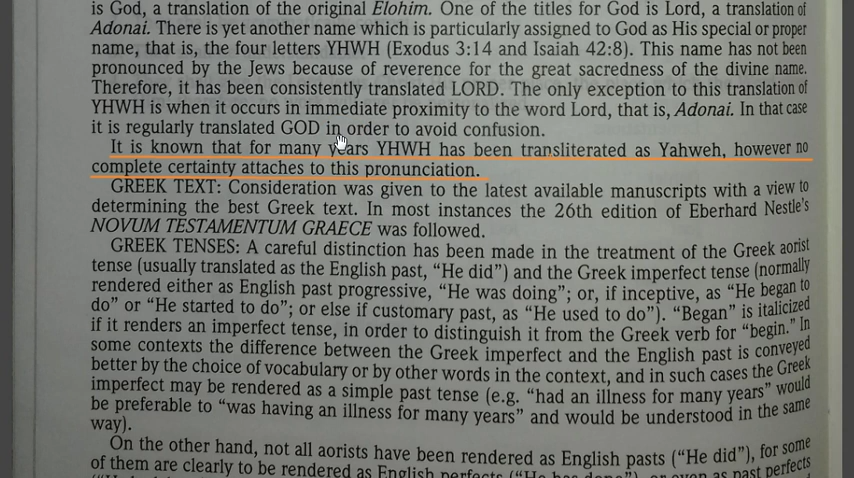 is God, a translation of the original Elohim. One of the titles for God is Lord, a translation of
Adonai. There is yet another name which is particularly assigned to God as His special or proper
name, that is, the four letters YHWH (Exodus 3:14 and Isaiah 42:8). This name has not been
pronounced by the Jews because of reverence for the great sacredness of the divine name.
Therefore, it has been consistently translated LORD. The only exception to this translation of
YHWH is when it occurs in immediate proximity to the word Lord, that is, Adonai. In that case
it is regularly translated GOD in order to avoid confusion.
It is known that for many years YHWH has been transliterated as Yahweh, however no
complete certainty attaches to this pronunciation.
GREEK TEXT: Consideration was given to the latest available manuscripts with a view to
determining the best Greek text. In most instances the 26th edition of Eberhard Nestle's
NOVUM TESTAMENTUM GRAECE was followed.
GREEK TENSES: A careful distinction has been made in the treatment of the Greek aorist
tense (usually translated as the English past, “He did”) and the Greek imperfect tense (normally
rendered either as English past progressive, “He was doing”; or, if inceptive, as “He began to
do” or “He started to do”; or else if customary past, as “He used to do”). “Began” is italicized
if it renders an imperfect tense, in order to distinguish it from the Greek verb for “begin.” In
some contexts the difference between the Greek imperfect and the English past is conveyed
better by the choice of vocabulary or by other words in the context, and in such cases the Greek
imperfect may be rendered as a simple past tense (e.g. “had an illness for many years” would
be preferable to “was having an illness for many years” and would be understood in the same
way).
On the other hand, not all aorists have been rendered as English pasts (“He did”), for some
of them are clearly to be rendered as English perfects (“He has done”), or even as past perfects